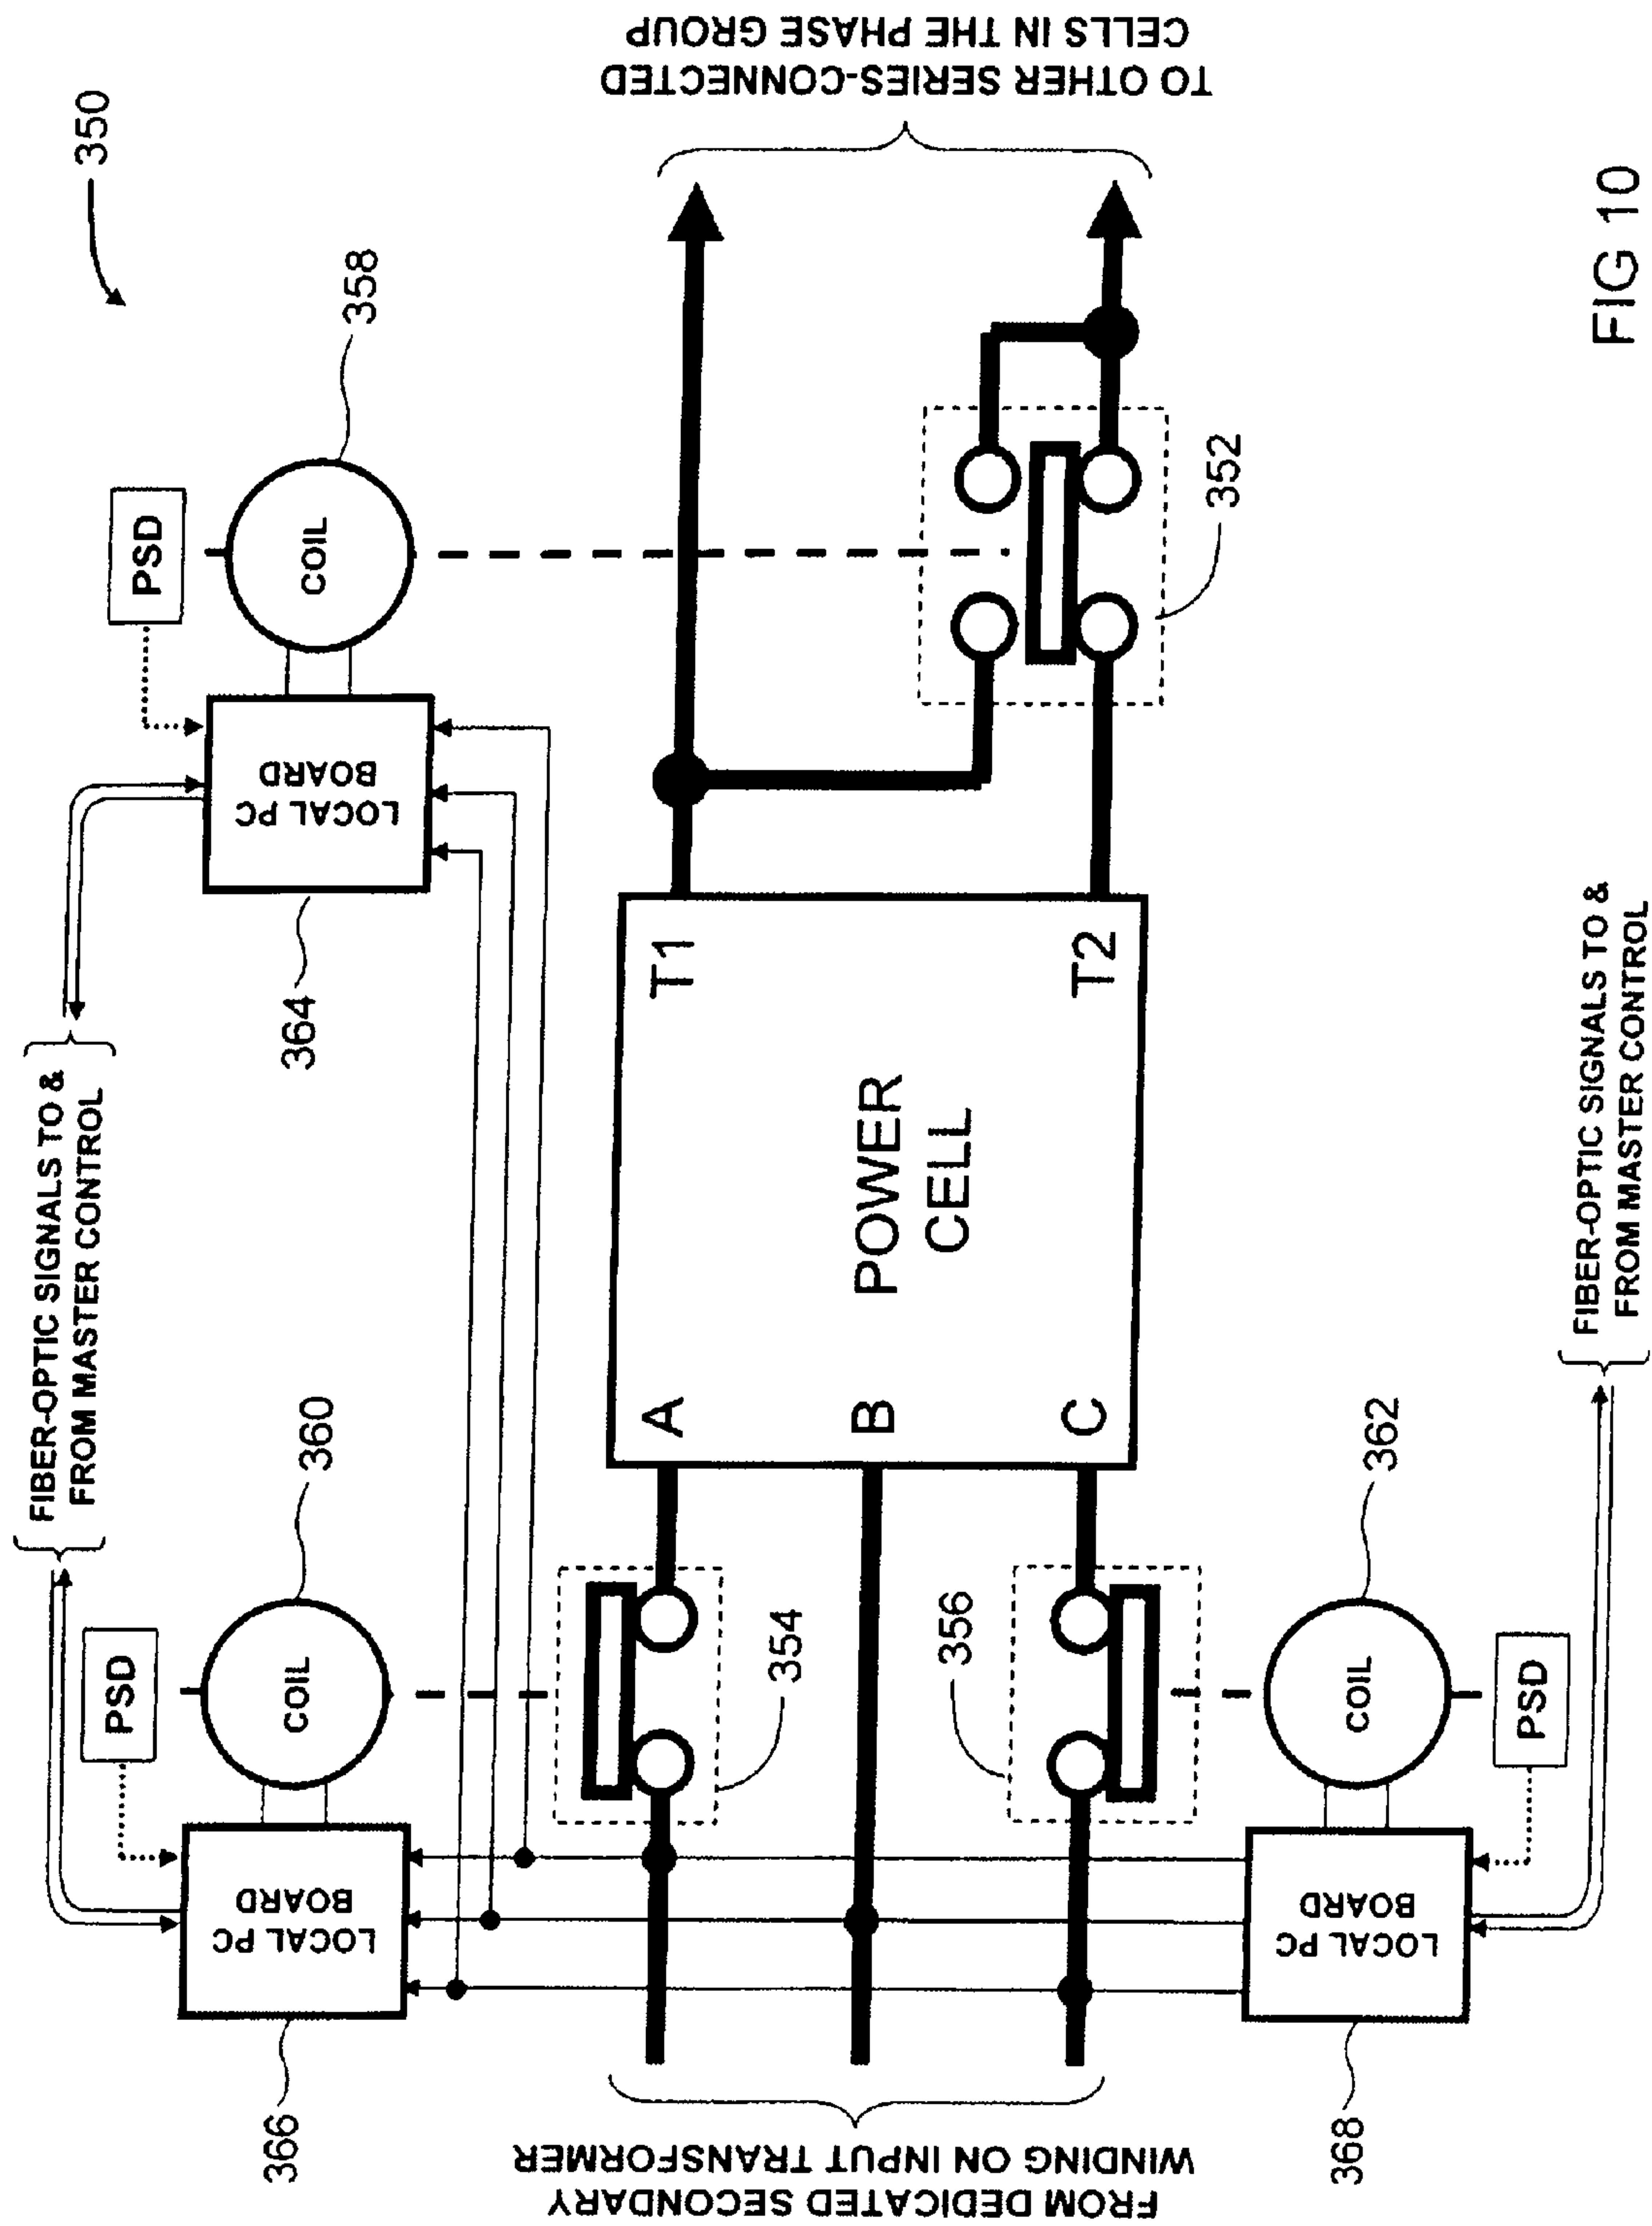 350
PSD
COIL
358
LOCAL PC
BOARD
364
FIBER-OPTIC SIGNALS TO &
FROM MASTER CONTROL
PSD
COIL
360
LOCAL PC
BOARD
366
TO OTHER SERIES-CONNECTED
CELLS IN THE PHASE GROUP
352
T1
T2
POWER
CELL
A
B
C
354
356
FROM DEDICATED SECONDARY
WINDING ON INPUT TRANSFORMER
COIL
362
PSD
LOCAL PC
BOARD
368
FIBER-OPTIC SIGNALS TO &
FROM MASTER CONTROL
FIG 10